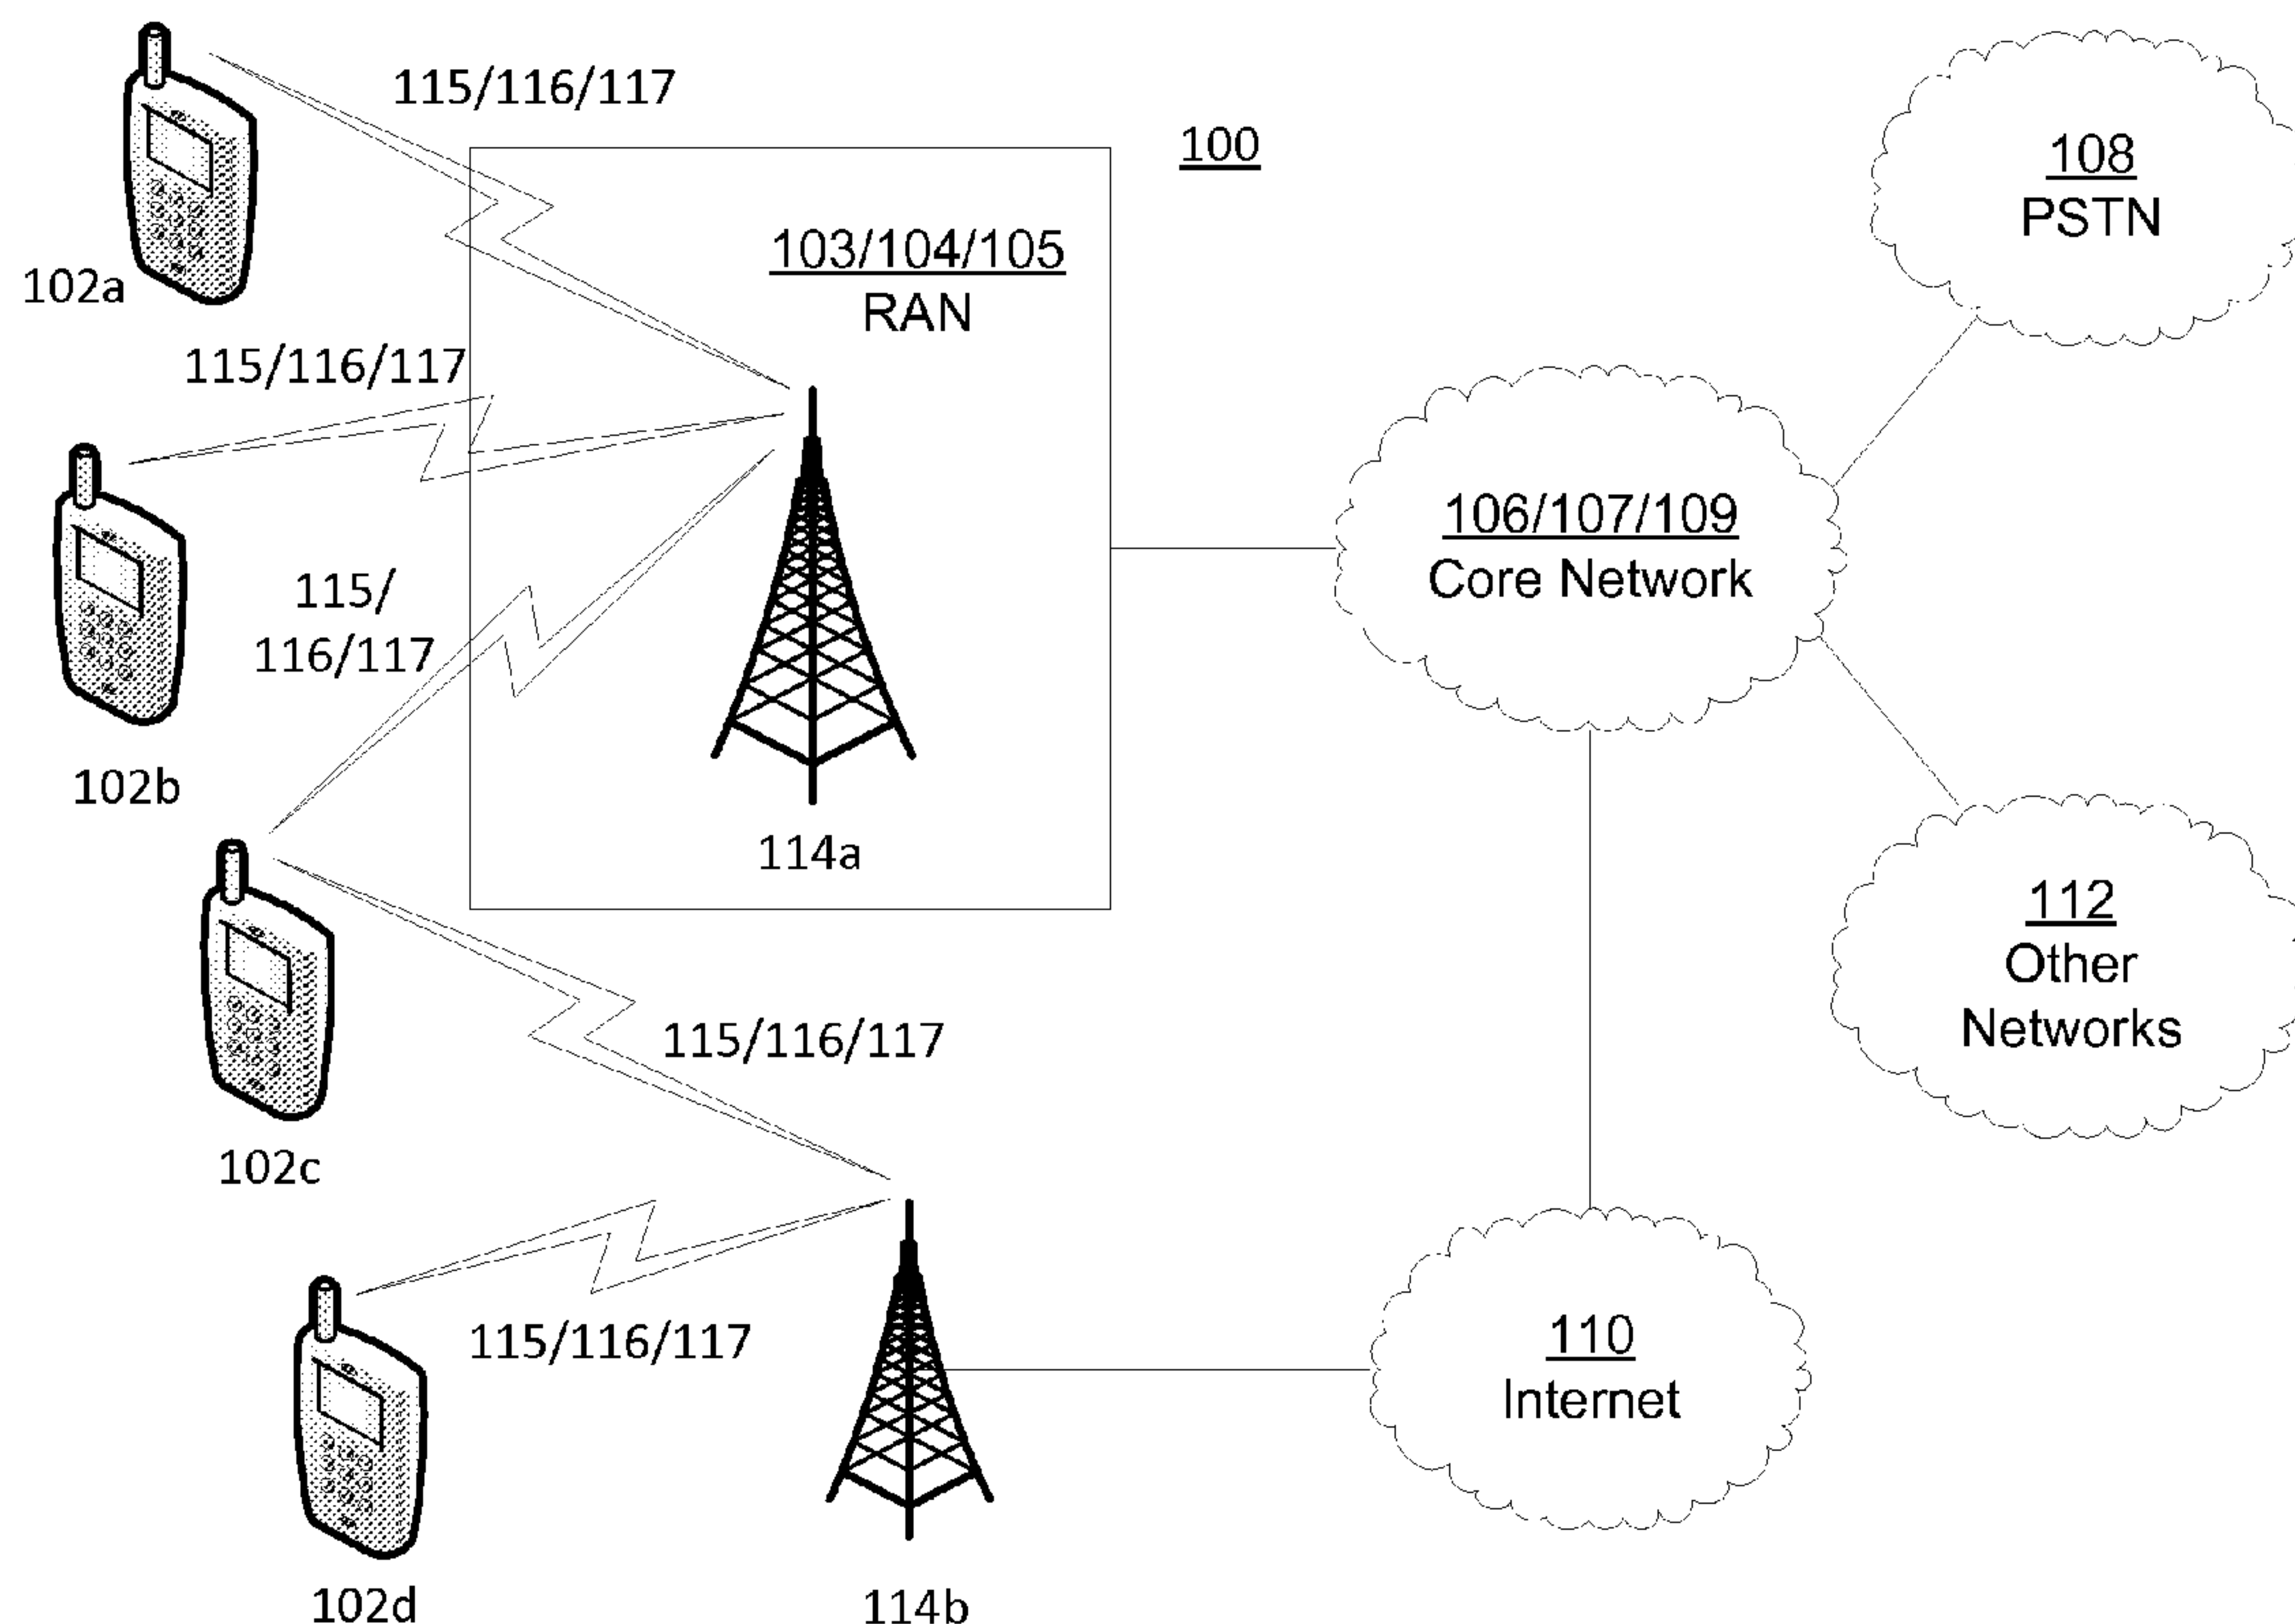 115/116/117
100
108
PSTN
103/104/105
RAN
102a
115/116/117
106/107/109
Core Network
115/
116/117
102b
114a
112
Other
Networks
115/116/117
102c
110
Internet
115/116/117
102d
114b